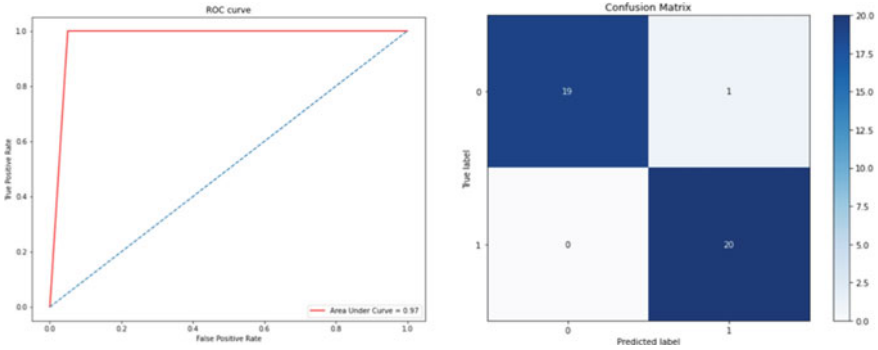 ROC curve
1.0
0.8
0.6
0.4
0.2
0.0
True Positive Rate
0.0 0.2 0.4 0.6 0.8 1.0
False Positive Rate
Area Under Curve = 0.97
Confusion Matrix
True label
0
1
19 1
0 20
0 1
Predicted label
20.0
17.5
15.0
12.5
10.0
7.5
5.0
2.5
0.0